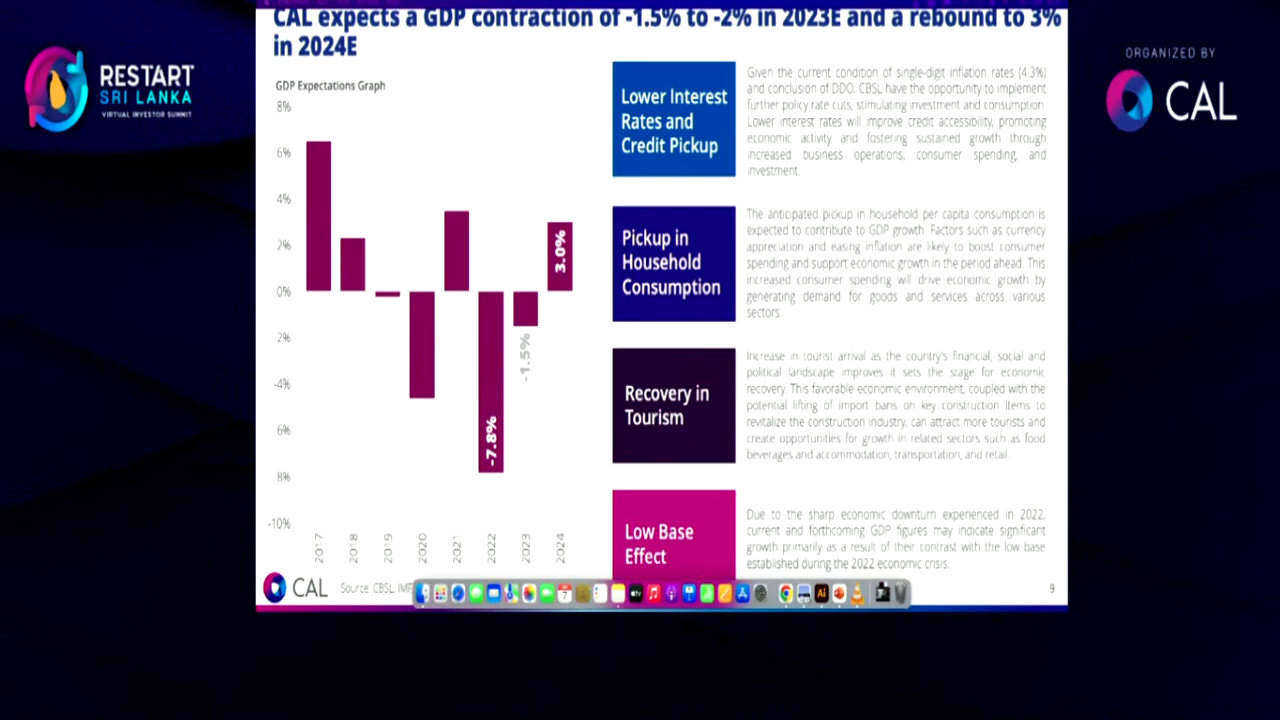 CAL expects a GDP contraction of -1.5% to -2% in 2023E and a rebound to 3%
in 2024E
RESTART
SRI LANKA
VIRTUAL INVESTOR SUMMIT
ORGANIZED BY
CAL
GDP Expectations Graph
8%
6%
4%
2%
0%
2%
-4%
6%
8%
-10%
3.0%
-1.5%
-7.8%
2017
2018
2019
2020
2021
2022
2023
2024
Lower Interest
Rates and
Credit Pickup
Given the current condition of single-digit inflation rates (4.3%)
and conclusion of DDO, CBSL have the opportunity to implement
further policy rate cuts, stimulating investment and consumption.
Lower interest rates will improve credit accessibility, promoting
economic activity and fostering sustained growth through
increased business operations, consumer spending, and
investment.
Pickup in
Household
Consumption
The anticipated pickup in household per capita consumption is
expected to contribute to GDP growth. Factors such as currency
appreciation and easing inflation are likely to boost consumer
spending and support economic growth in the period ahead. This
increased consumer spending will drive economic growth by
generating demand for goods and services across various
sectors.
Recovery in
Tourism
Increase in tourist arrival as the country's financial, social and
political landscape improves it sets the stage for economic
recovery. This favorable economic environment, coupled with the
potential lifting of import bans on key construction items to
revitalize the construction industry, can attract more tourists and
create opportunities for growth in related sectors such as food
beverages and accommodation, transportation, and retail.
Low Base
Effect
Due to the sharp economic downturn experienced in 2022,
current and forthcoming GDP figures may indicate significant
growth primarily as a result of their contrast with the low base
established during the 2022 economic crisis.
CAL
Source: CBSL, IMF
7
tv
Ai
9